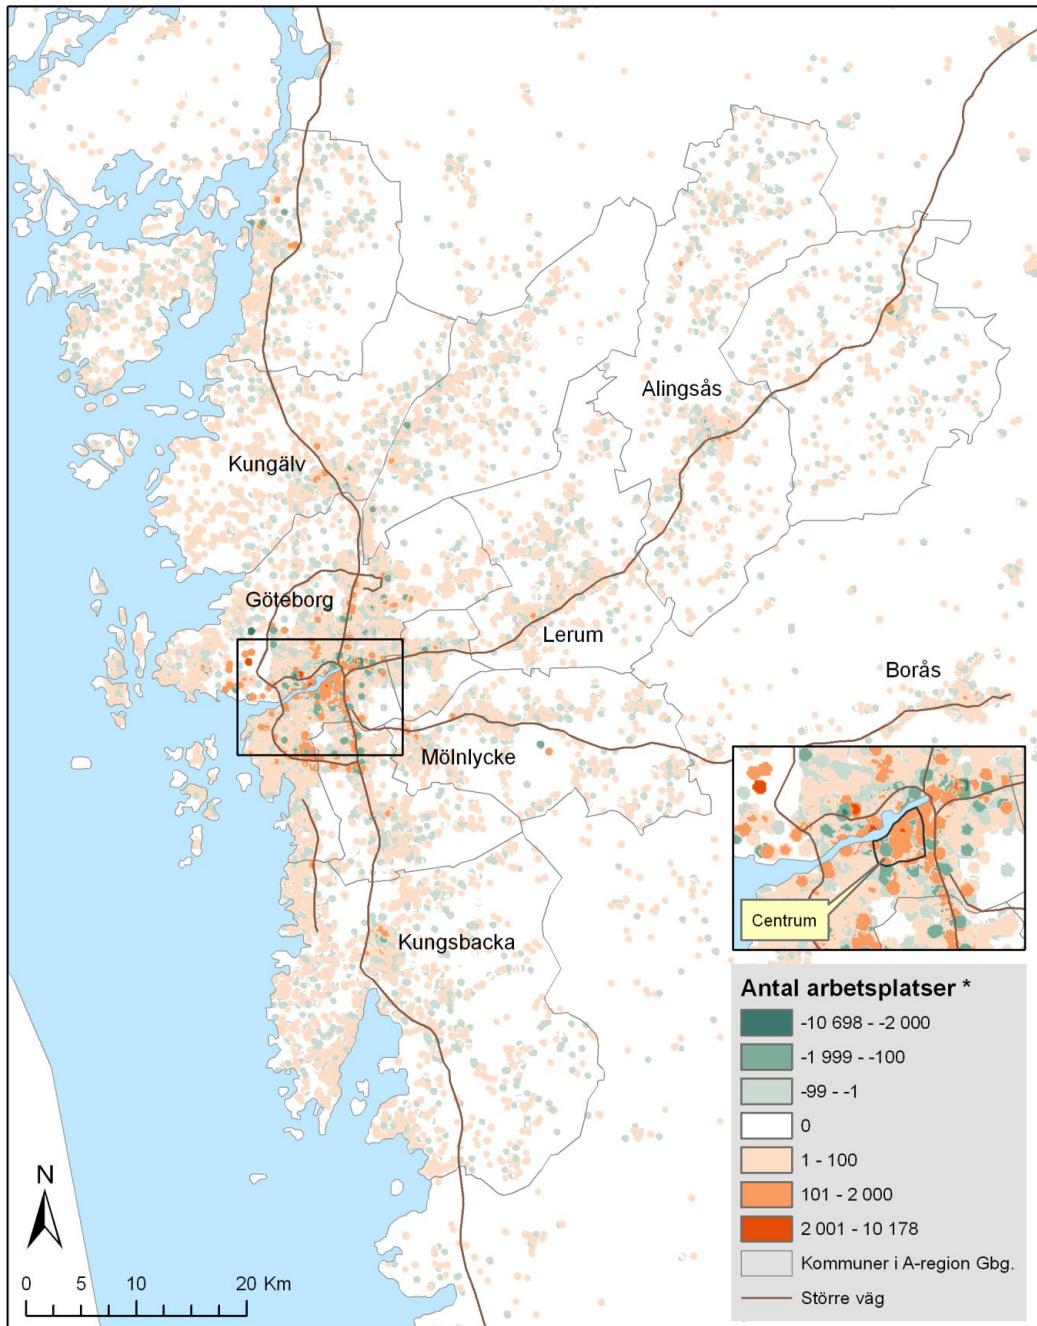 Alingsås
Kungälv
Göteborg
Lerum
Borås
Mölnlycke
Centrum
Kungsbacka
Antal arbetsplatser *
-10 698 - -2 000
-1 999 - -100
-99 - -1
0
1 - 100
101 - 2 000
2 001 - 10 178
Kommuner i A-region Gbg.
Större väg
N
0 5 10 20 Km